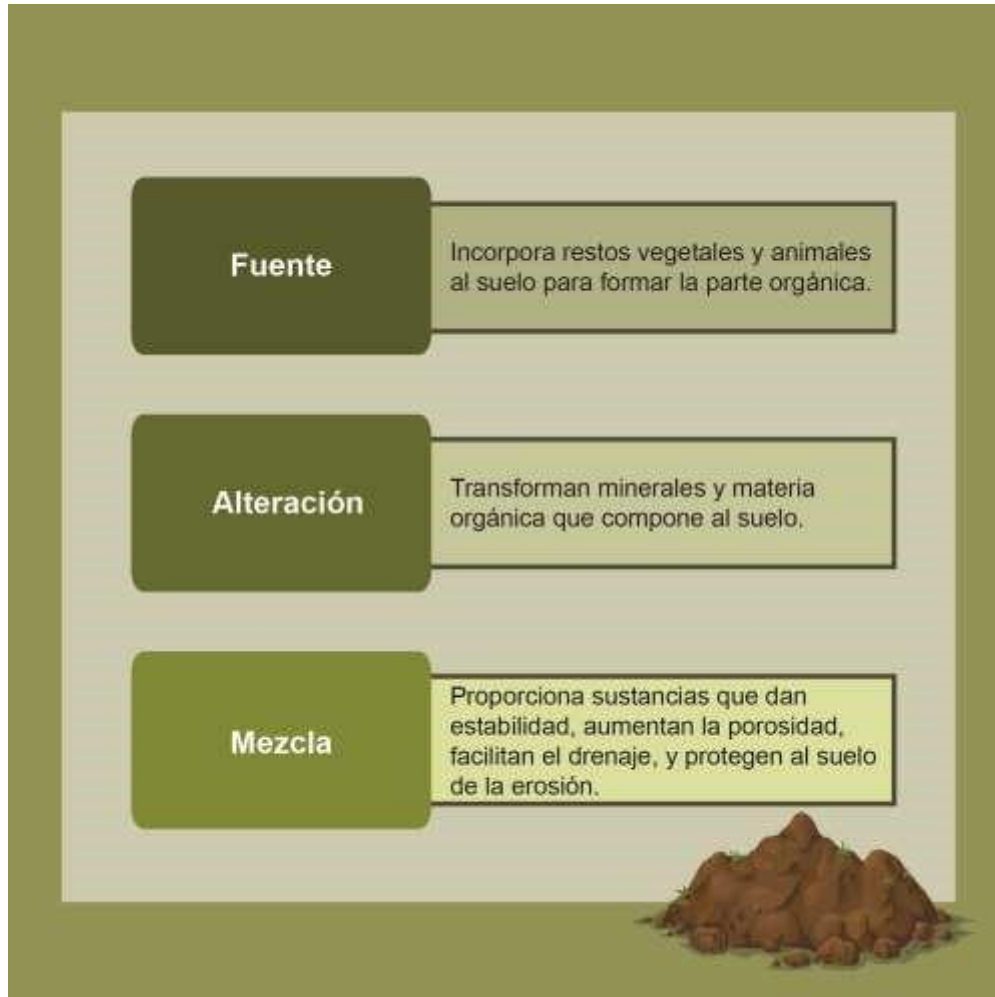 Fuente
Incorpora restos vegetales y animales
al suelo para formar la parte orgánica.
Alteración
Transforman minerales y materia
orgánica que compone al suelo.
Mezcla
Proporciona sustancias que dan
estabilidad, aumentan la porosidad,
facilitan el drenaje, y protegen al suelo
de la erosión.